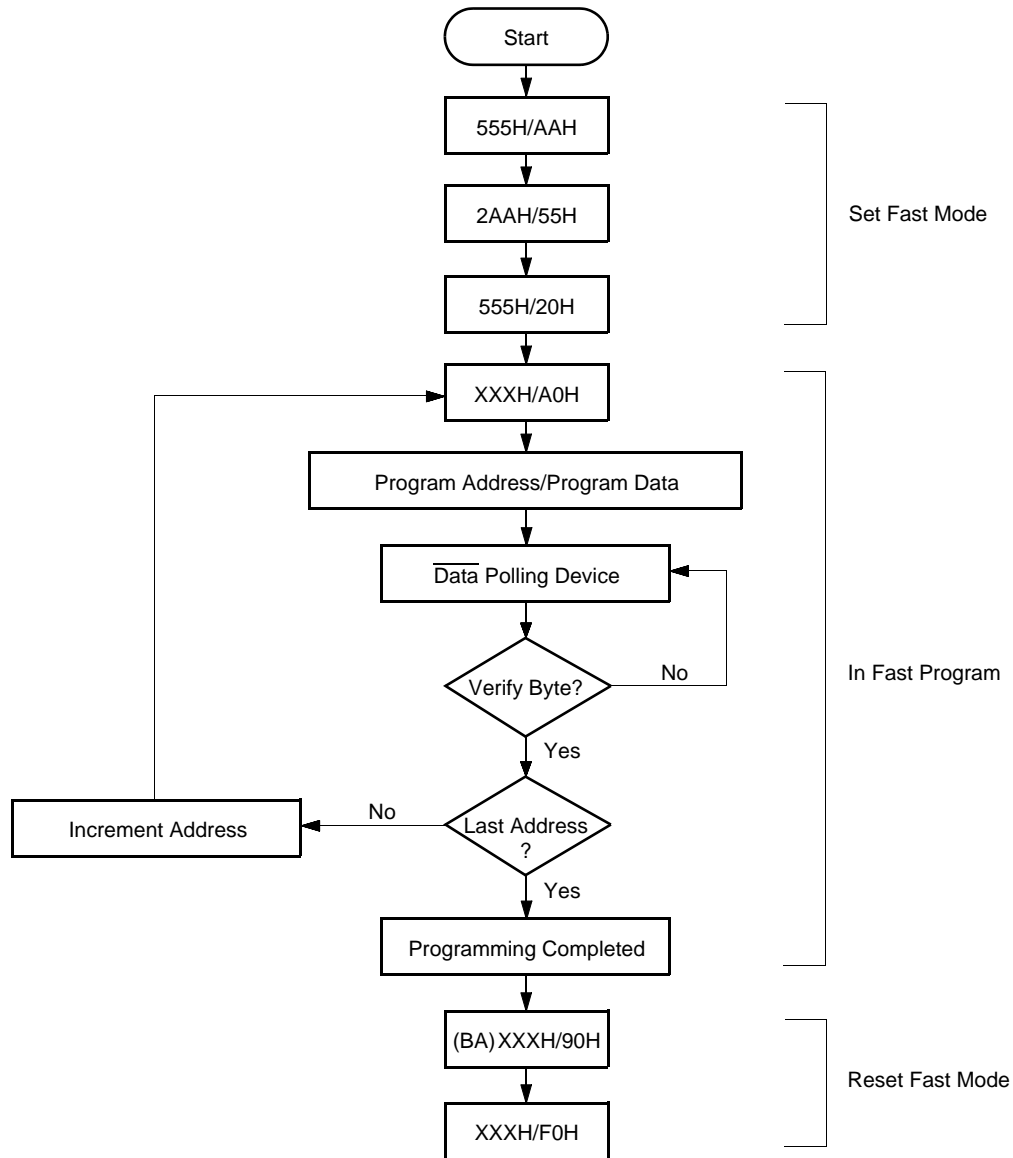 Start
555H/AAH
2AAH/55H
Set Fast Mode
555H/20H
XXXH/A0H
Program Address/Program Data
Data Polling Device
Verify Byte?
No
In Fast Program
Yes
Increment Address
No
Last Address
?
Yes
Programming Completed
(BA) XXXH/90H
Reset Fast Mode
XXXH/F0H